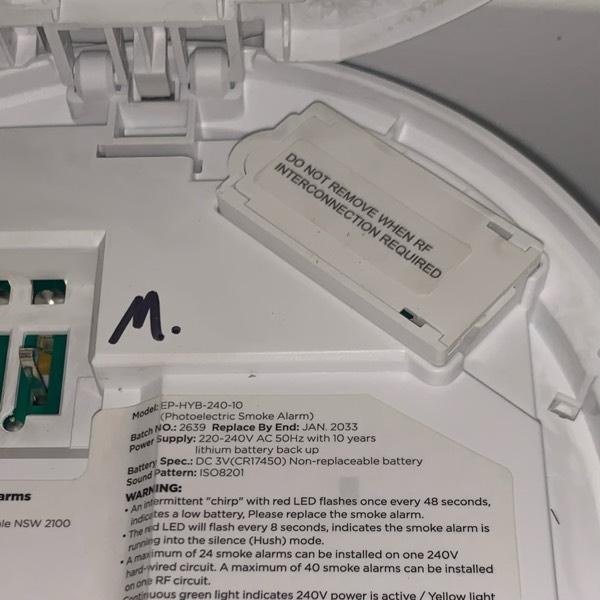 DO NOT REMOVE WHEN RF
INTERCONNECTION REQUIRED
M.
Model: EP-HYB-240-10
(Photoelectric Smoke Alarm)
Batch NO.: 2639 Replace By End: JAN. 2033
Power Supply: 220-240V AC 50Hz with 10 years
lithium battery back up
Battery Spec.: DC 3V(CR17450) Non-replaceable battery
Sound Pattern: ISO8201
WARNING:
• An intermittent "chirp" with red LED flashes once every 48 seconds,
indicates a low battery, Please replace the smoke alarm.
• The red LED will flash every 8 seconds, indicates the smoke alarm is
running into the silence (Hush) mode.
• A maximum of 24 smoke alarms can be installed on one 240V
hard-wired circuit. A maximum of 40 smoke alarms can be installed
on one RF circuit.
Continuous green light indicates 240V power is active / Yellow light
arms
NSW 2100